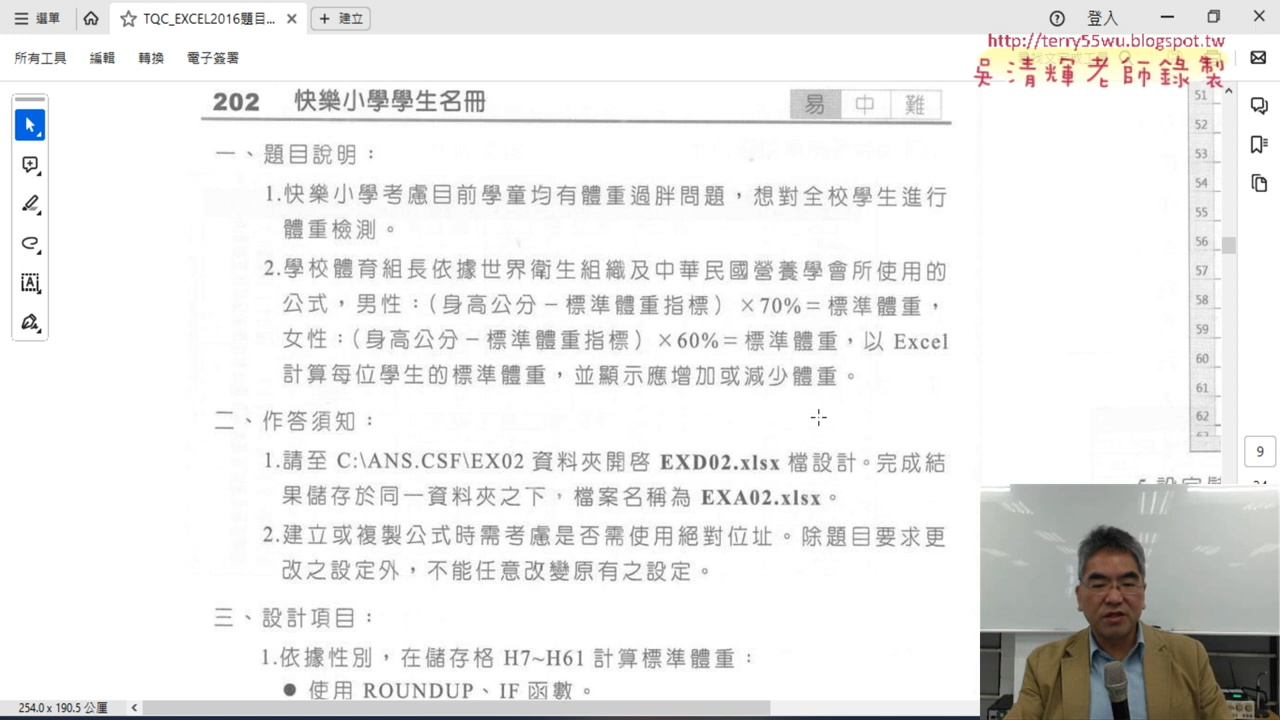 選單
TQC_EXCEL2016題目...
建立
登入
http://terry55wu.blogspot.tw
所有工具
編輯
轉換
電子簽署
吳清輝老師錄製
202 快樂小學學生名冊
易 中 難
一、題目說明：
1.快樂小學考慮目前學童均有體重過胖問題，想對全校學生進行
體重檢測。
2.學校體育組長依據世界衛生組織及中華民國營養學會所使用的
公式，男性：(身高公分－標準體重指標)×70%＝標準體重，
女性：(身高公分－標準體重指標)×60%＝標準體重，以 Excel
計算每位學生的標準體重，並顯示應增加或減少體重。
二、作答須知：
1.請至 C:\ANS.CSF\EX02 資料夾開啓 EXD02.xlsx 檔設計。完成結
果儲存於同一資料夾之下，檔案名稱為 EXA02.xlsx。
2.建立或複製公式時需考慮是否需使用絕對位址。除題目要求更
改之設定外，不能任意改變原有之設定。
三、設計項目：
1.依據性別，在儲存格 H7~H61 計算標準體重：
● 使用 ROUNDUP、IF 函數。
51
52
53
54
55
56
57
58
59
60
61
62
9
254.0 x 190.5 公厘